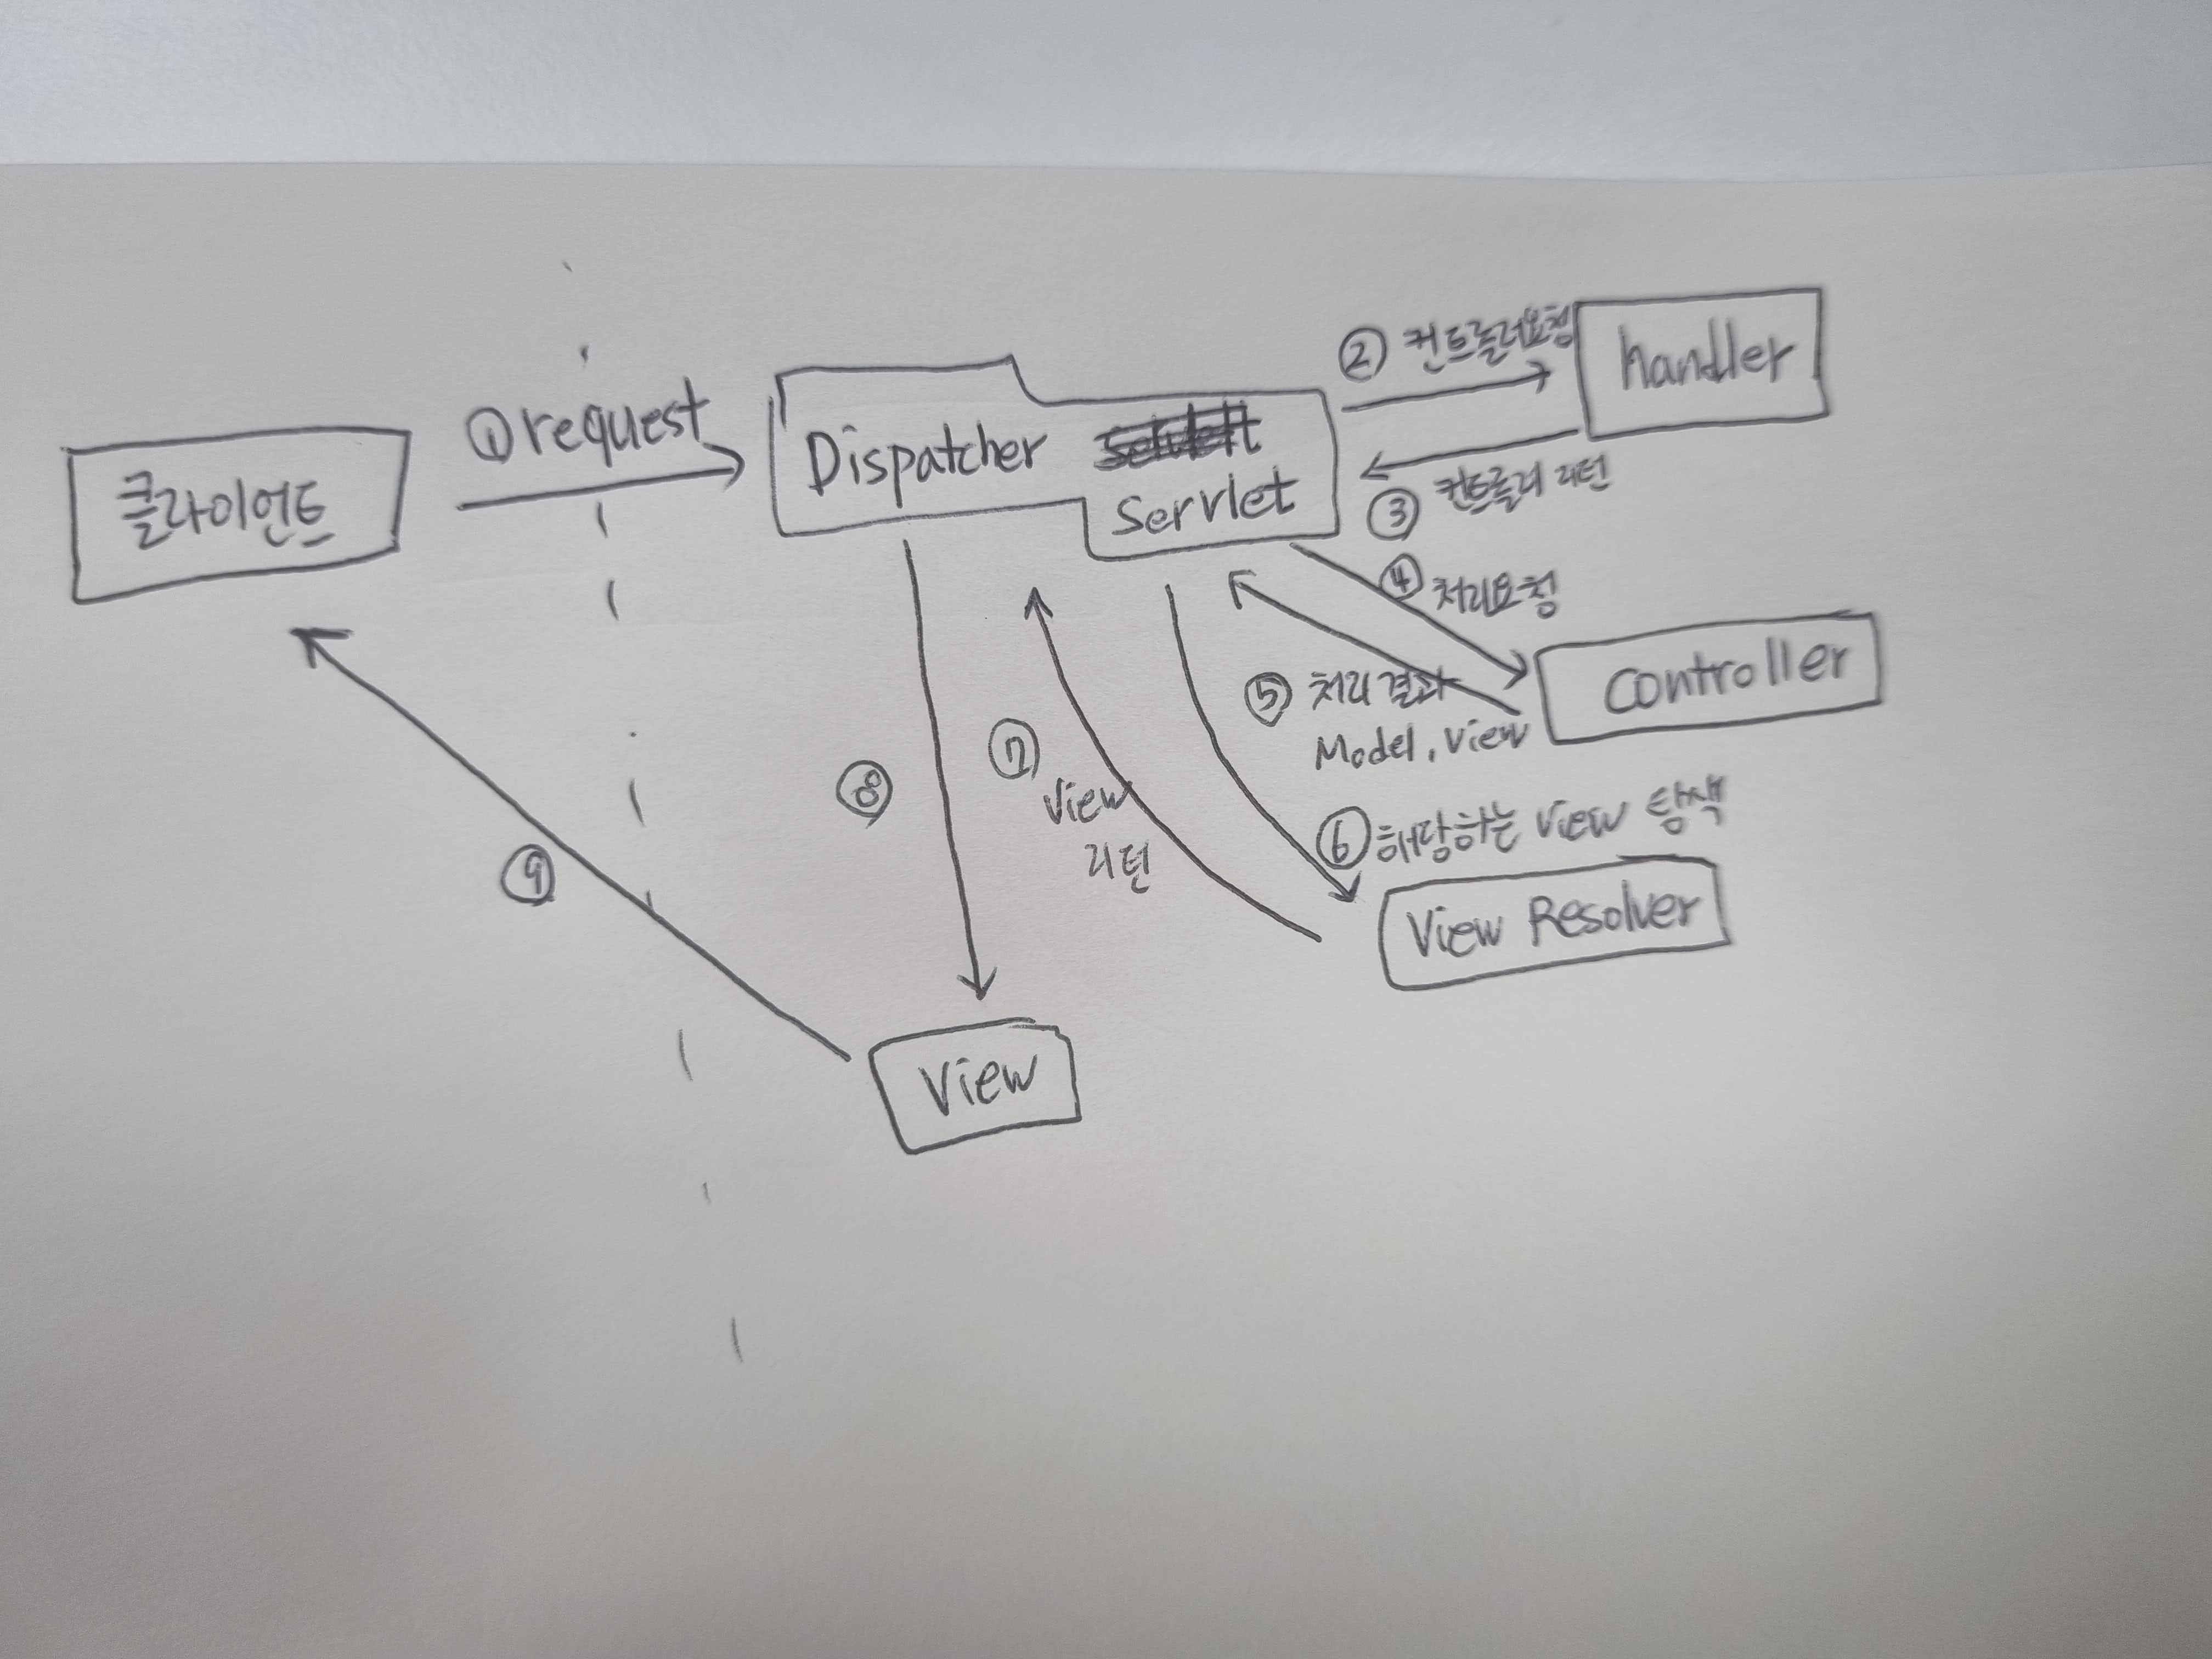 클라이언트
① request
Dispatcher
Servlet
② 컨트롤러요청
handler
③ 컨트롤러 리턴
④ 처리요청
⑤ 처리 결과
Model, View
Controller
⑥ 해당하는 View 탐색
View Resolver
⑦
View
리턴
⑧
View
⑨